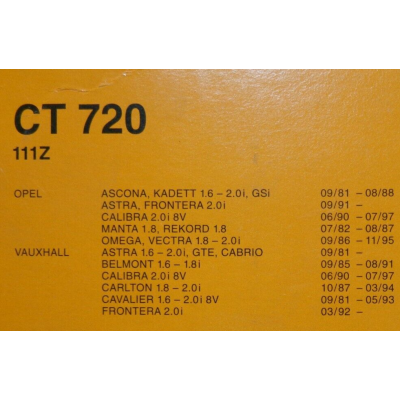 CT 720
111Z
OPEL ASCONA, KADETT 1.6 – 2.0i, GSi 09/81 – 08/88
ASTRA, FRONTERA 2.0i 09/91 –
CALIBRA 2.0i 8V 06/90 – 07/97
MANTA 1.8, REKORD 1.8 07/82 – 08/87
OMEGA, VECTRA 1.8 – 2.0i 09/86 – 11/95
VAUXHALL ASTRA 1.6 – 2.0i, GTE, CABRIO 09/81 –
BELMONT 1.6 – 1.8i 09/85 – 08/91
CALIBRA 2.0i 8V 06/90 – 07/97
CARLTON 1.8 – 2.0i 10/87 – 03/94
CAVALIER 1.6 – 2.0i 8V 09/81 – 05/93
FRONTERA 2.0i 03/92 –